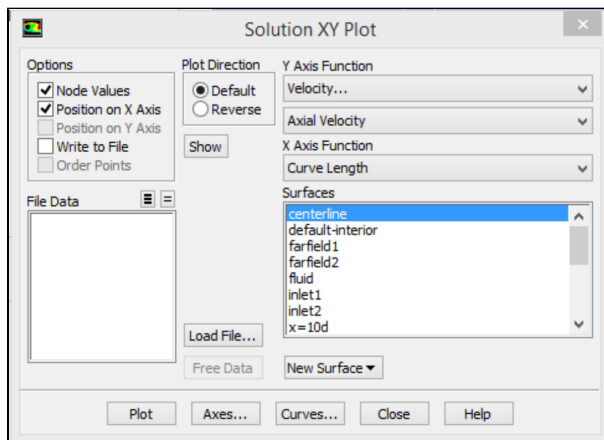 Solution XY Plot
Options
Node Values
Position on X Axis
Position on Y Axis
Write to File
Order Points
Plot Direction
Default
Reverse
Show
Y Axis Function
Velocity...
Axial Velocity
X Axis Function
Curve Length
File Data
Surfaces
centerline
default-interior
farfield1
farfield2
fluid
inlet1
inlet2
x=10d
Load File...
Free Data
New Surface
Plot
Axes...
Curves...
Close
Help